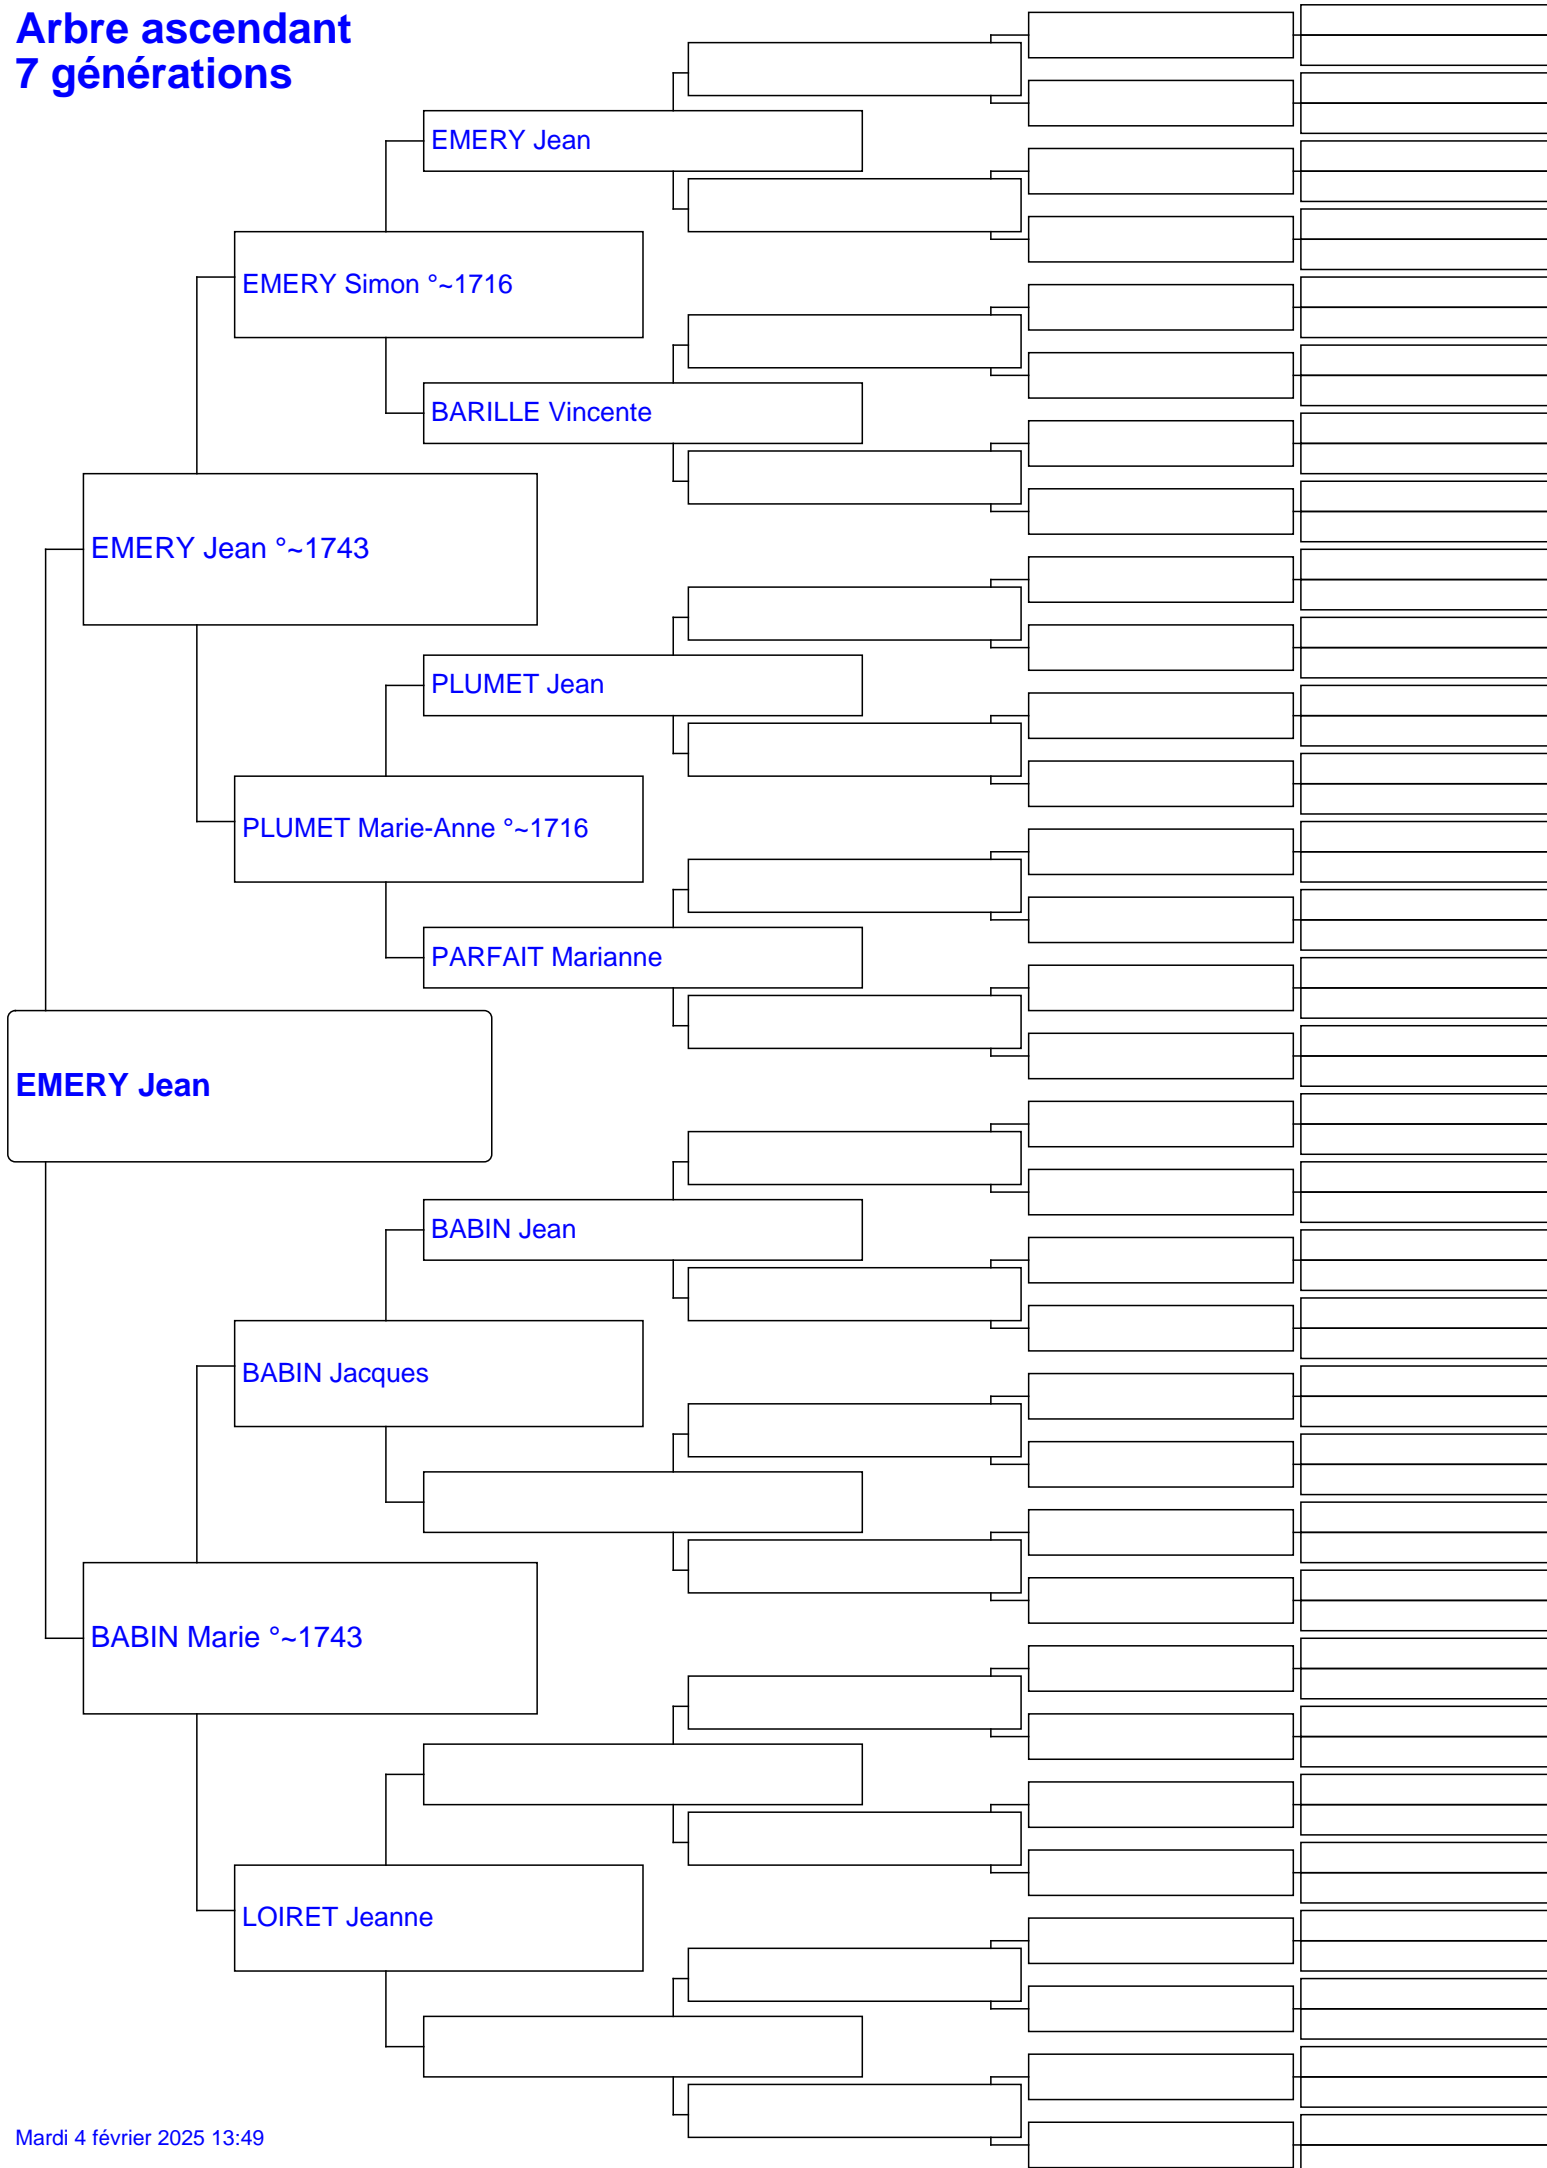 Arbre ascendant
7 générations
EMERY Jean
EMERY Simon °~1716
BARILLE Vincente
EMERY Jean °~1743
PLUMET Jean
PLUMET Marie-Anne °~1716
PARFAIT Marianne
EMERY Jean
BABIN Jean
BABIN Jacques
BABIN Marie °~1743
LOIRET Jeanne
Mardi 4 février 2025 13:49